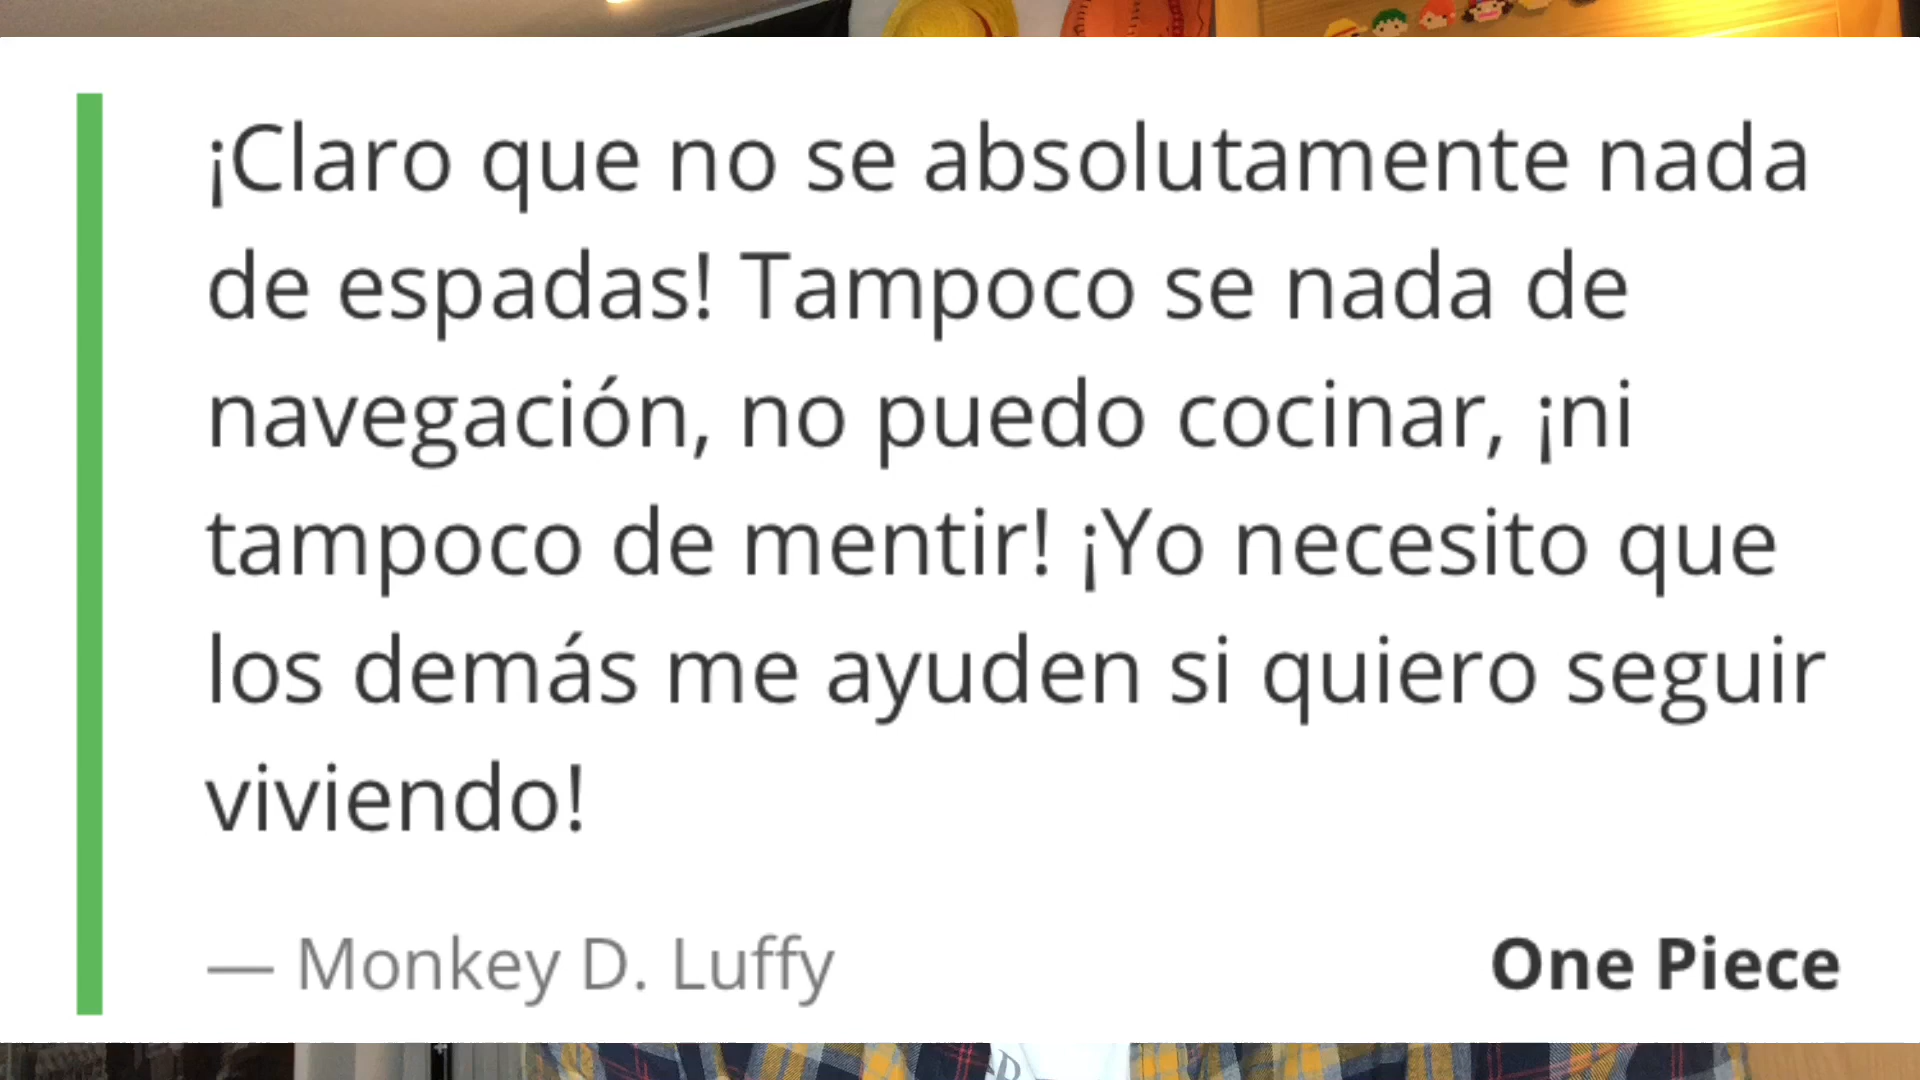 ¡Claro que no se absolutamente nada
de espadas! Tampoco se nada de
navegación, no puedo cocinar, ¡ni
tampoco de mentir! ¡Yo necesito que
los demás me ayuden si quiero seguir
viviendo!
— Monkey D. Luffy
One Piece